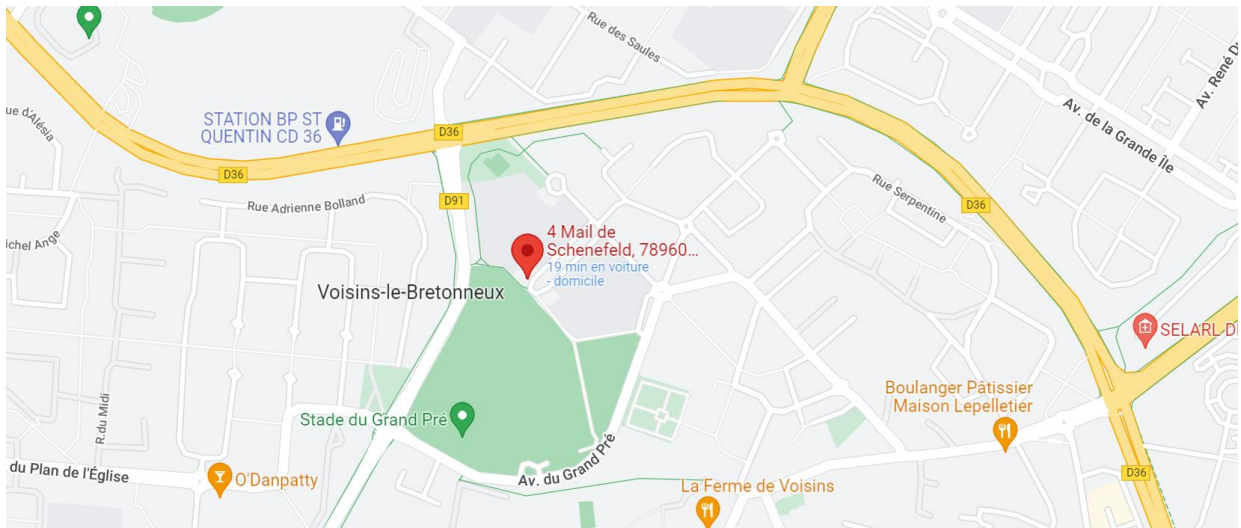 Rue des Saules
Av. René Du
Av. de la Grande Île
STATION BP ST
QUENTIN CD 36
ue d'Alésia
D36
D36
Rue Adrienne Bolland
D91
Rue Serpentine
D36
ichel Ange
4 Mail de
Schenefeld, 78960...
19 min en voiture
- domicile
Voisins-le-Bretonneux
SELARL D
Boulanger Pâtissier
Maison Lepelletier
R.du Midi
Stade du Grand Pré
Av. du Grand Pré
du Plan de l'Église
O'Danpatty
La Ferme de Voisins
D36